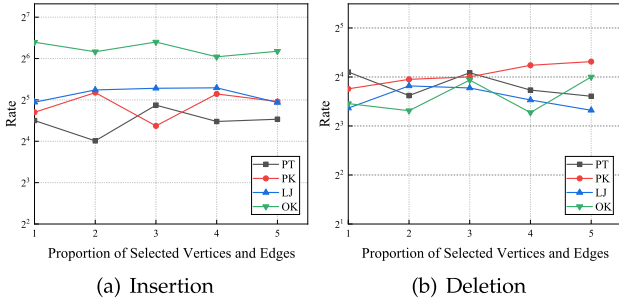 2^7
2^6
2^5
2^4
2^3
2^2
Rate
1 2 3 4 5
Proportion of Selected Vertices and Edges
PT
PK
LJ
OK
(a) Insertion
2^5
2^4
2^3
2^2
2^1
Rate
1 2 3 4 5
Proportion of Selected Vertices and Edges
PT
PK
LJ
OK
(b) Deletion